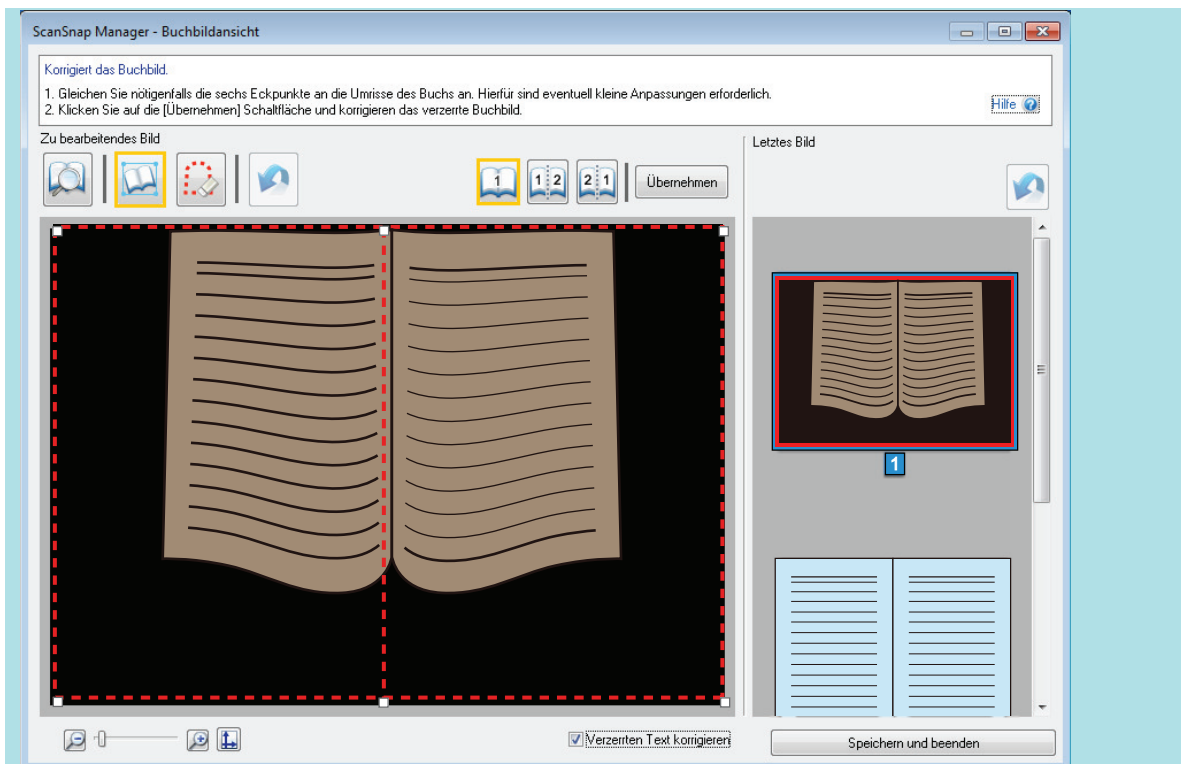 ScanSnap Manager - Buchbildansicht
Korrigiert das Buchbild.
1. Gleichen Sie nötigenfalls die sechs Eckpunkte an die Umrisse des Buchs an. Hierfür sind eventuell kleine Anpassungen erforderlich.
2. Klicken Sie auf die [Übernehmen] Schaltfläche und korrigieren das verzerrte Buchbild.
Hilfe ?
Zu bearbeitendes Bild
Letztes Bild
1
1 2
2 1
Übernehmen
1
Verzerrten Text korrigieren
Speichern und beenden